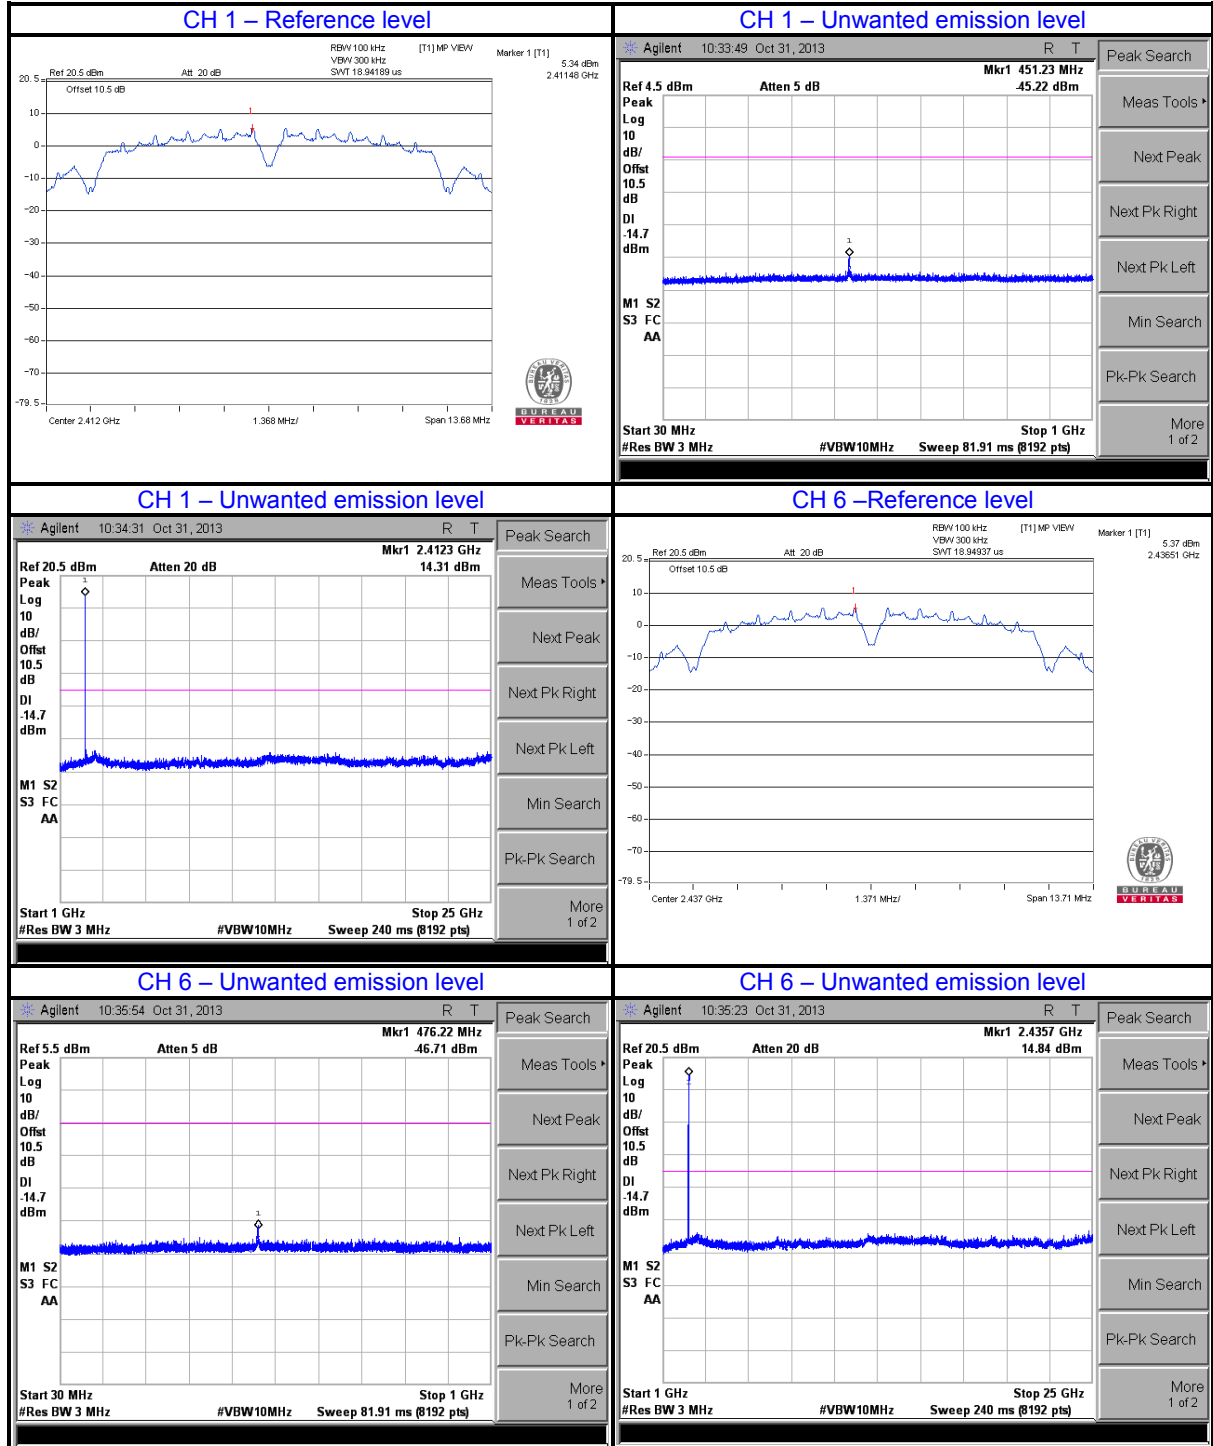 CH 1 – Reference level
RBW 100 kHz [T1] MP VIEW Marker 1 [T1]
VBW 300 kHz 5.34 dBm
Ref 20.5 dBm Att 20 dB SWT 18.94189 us 2.41148 GHz
20.5
Offset 10.5 dB
1
10
0
-10
-20
-30
-40
-50
-60
-70
-79.5
Center 2.412 GHz 1.368 MHz/ Span 13.68 MHz
BUREAU VERITAS
1828
BUREAU
VERITAS
CH 1 – Unwanted emission level
Agilent 10:33:49 Oct 31, 2013 R T
Mkr1 451.23 MHz
Ref 4.5 dBm Atten 5 dB -45.22 dBm
Peak
Log
10
dB/
Offst
10.5
dB
DI
-14.7
dBm
1
M1 S2
S3 FC
AA
Start 30 MHz Stop 1 GHz
#Res BW 3 MHz #VBW10MHz Sweep 81.91 ms (8192 pts)
Peak Search
Meas Tools
Next Peak
Next Pk Right
Next Pk Left
Min Search
Pk-Pk Search
More
1 of 2
CH 1 – Unwanted emission level
Agilent 10:34:31 Oct 31, 2013 R T
Mkr1 2.4123 GHz
Ref 20.5 dBm Atten 20 dB 14.31 dBm
Peak
Log
10
dB/
Offst
10.5
dB
DI
-14.7
dBm
1
M1 S2
S3 FC
AA
Start 1 GHz Stop 25 GHz
#Res BW 3 MHz #VBW10MHz Sweep 240 ms (8192 pts)
Peak Search
Meas Tools
Next Peak
Next Pk Right
Next Pk Left
Min Search
Pk-Pk Search
More
1 of 2
CH 6 –Reference level
RBW 100 kHz [T1] MP VIEW Marker 1 [T1]
VBW 300 kHz 5.37 dBm
Ref 20.5 dBm Att 20 dB SWT 18.94937 us 2.43651 GHz
20.5
Offset 10.5 dB
1
10
0
-10
-20
-30
-40
-50
-60
-70
-79.5
Center 2.437 GHz 1.371 MHz/ Span 13.71 MHz
BUREAU VERITAS
1828
BUREAU
VERITAS
CH 6 – Unwanted emission level
Agilent 10:35:54 Oct 31, 2013 R T
Mkr1 476.22 MHz
Ref 5.5 dBm Atten 5 dB -46.71 dBm
Peak
Log
10
dB/
Offst
10.5
dB
DI
-14.7
dBm
1
M1 S2
S3 FC
AA
Start 30 MHz Stop 1 GHz
#Res BW 3 MHz #VBW10MHz Sweep 81.91 ms (8192 pts)
Peak Search
Meas Tools
Next Peak
Next Pk Right
Next Pk Left
Min Search
Pk-Pk Search
More
1 of 2
CH 6 – Unwanted emission level
Agilent 10:35:23 Oct 31, 2013 R T
Mkr1 2.4357 GHz
Ref 20.5 dBm Atten 20 dB 14.84 dBm
Peak
Log
10
dB/
Offst
10.5
dB
DI
-14.7
dBm
M1 S2
S3 FC
AA
Start 1 GHz Stop 25 GHz
#Res BW 3 MHz #VBW10MHz Sweep 240 ms (8192 pts)
Peak Search
Meas Tools
Next Peak
Next Pk Right
Next Pk Left
Min Search
Pk-Pk Search
More
1 of 2